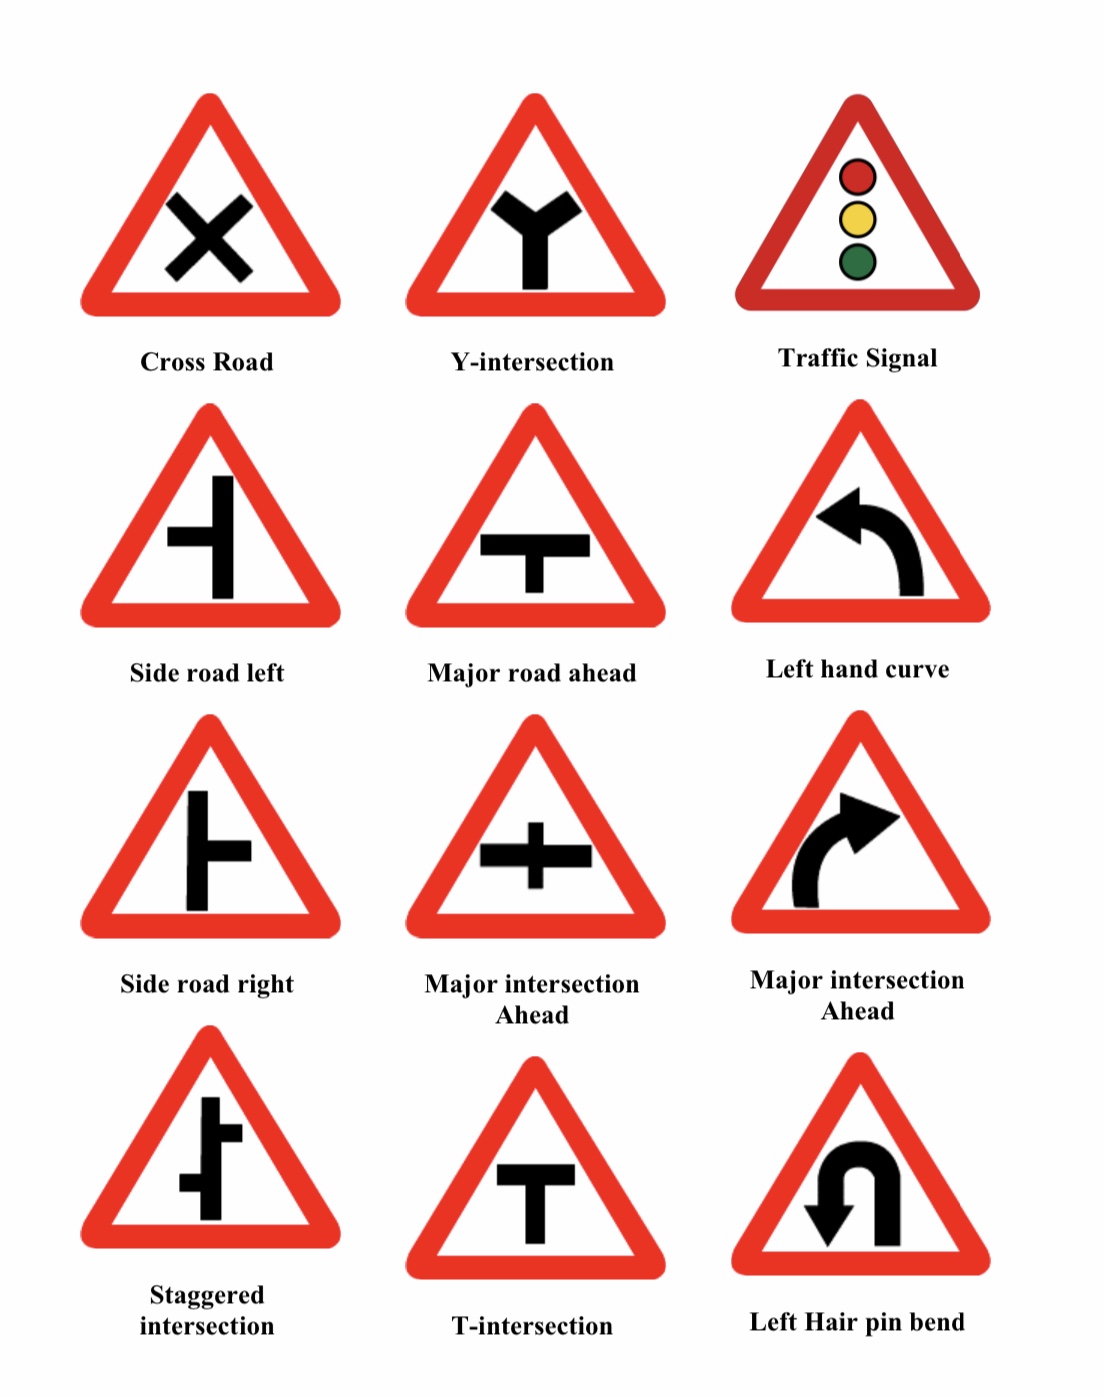 Cross Road
Y-intersection
Traffic Signal
Side road left
Major road ahead
Left hand curve
Side road right
Major intersection
Ahead
Major intersection
Ahead
Staggered
intersection
T-intersection
Left Hair pin bend